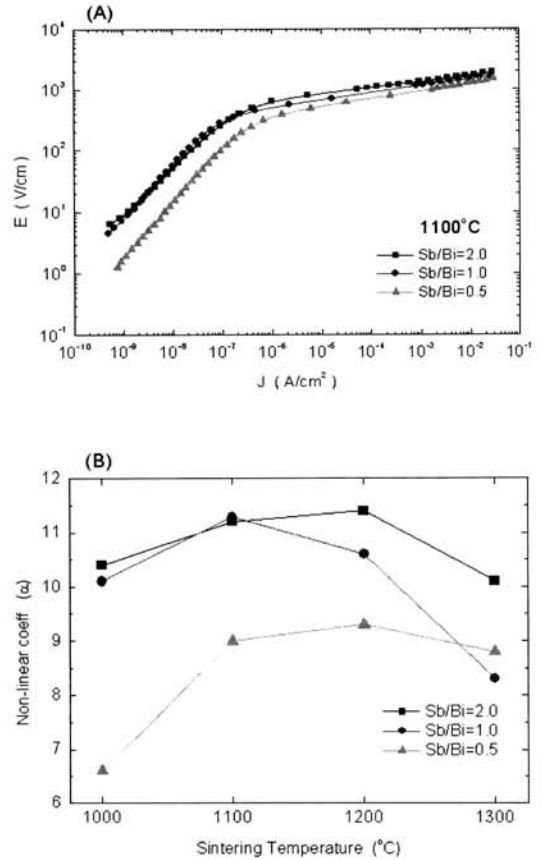 (A)
10⁴
10³
10²
10¹
10⁰
10⁻¹
E ( V/cm )
1100°C
Sb/Bi=2.0
Sb/Bi=1.0
Sb/Bi=0.5
10⁻¹⁰ 10⁻⁹ 10⁻⁸ 10⁻⁷ 10⁻⁶ 10⁻⁵ 10⁻⁴ 10⁻³ 10⁻² 10⁻¹
J ( A/cm² )
(B)
12
11
10
9
8
7
6
Non-linear coeff (α)
Sb/Bi=2.0
Sb/Bi=1.0
Sb/Bi=0.5
1000 1100 1200 1300
Sintering Temperature (°C)